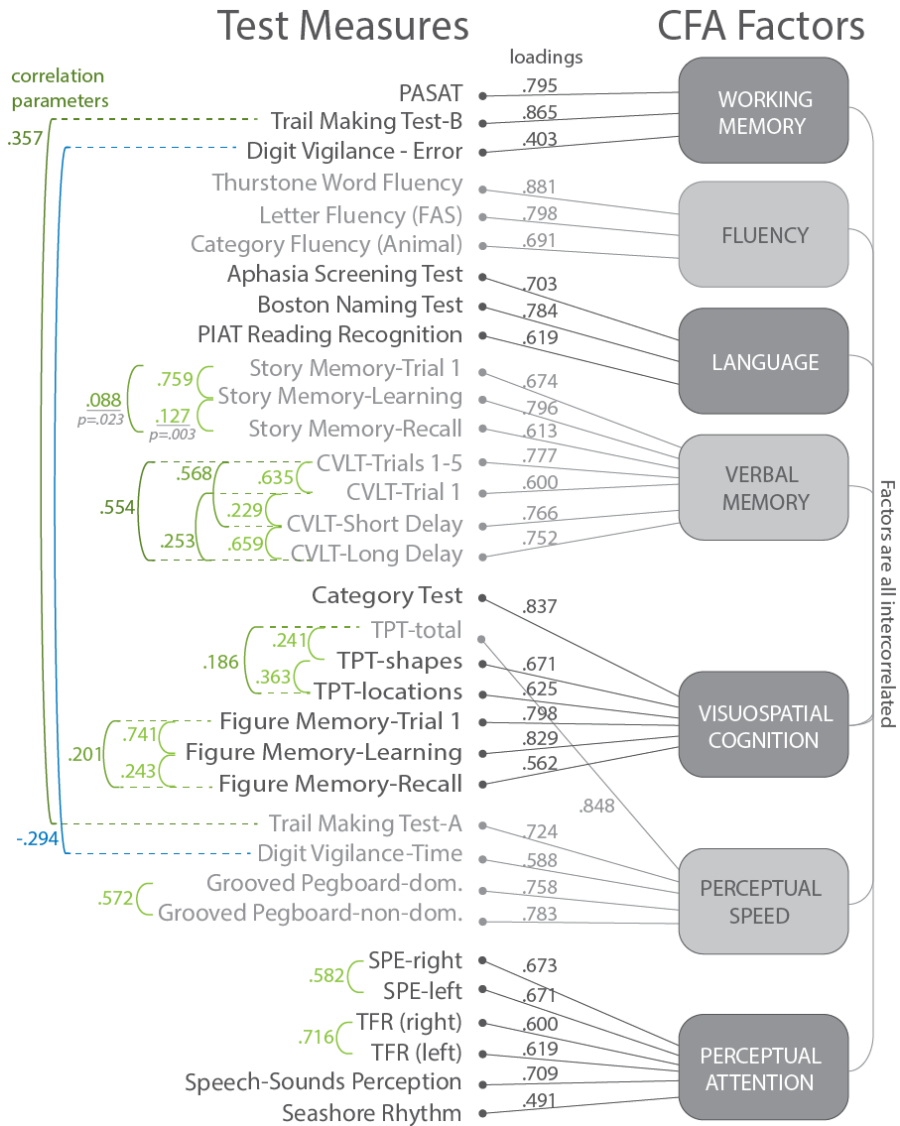 Test Measures
CFA Factors
loadings
correlation
parameters
PASAT
.795
WORKING
MEMORY
.357
Trail Making Test-B
.865
Digit Vigilance - Error
.403
Thurstone Word Fluency
.881
Letter Fluency (FAS)
.798
FLUENCY
Category Fluency (Animal)
.691
Aphasia Screening Test
.703
Boston Naming Test
.784
PIAT Reading Recognition
.619
LANGUAGE
Story Memory-Trial 1
.674
.759
Story Memory-Learning
.796
.088
p=.023
.127
p=.003
Story Memory-Recall
.613
CVLT-Trials 1-5
.777
VERBAL
MEMORY
.568
.635
CVLT-Trial 1
.600
.554
.229
CVLT-Short Delay
.766
.253
.659
CVLT-Long Delay
.752
Factors are all intercorrelated
Category Test
.837
TPT-total
.241
.186
TPT-shapes
.671
.363
TPT-locations
.625
Figure Memory-Trial 1
.798
VISUOSPATIAL
COGNITION
.741
.201
Figure Memory-Learning
.829
.243
Figure Memory-Recall
.562
.848
Trail Making Test-A
.724
-.294
Digit Vigilance-Time
.588
Grooved Pegboard-dom.
.758
PERCEPTUAL
SPEED
.572
Grooved Pegboard-non-dom.
.783
SPE-right
.673
.582
SPE-left
.671
TFR (right)
.600
.716
TFR (left)
.619
PERCEPTUAL
ATTENTION
Speech-Sounds Perception
.709
Seashore Rhythm
.491